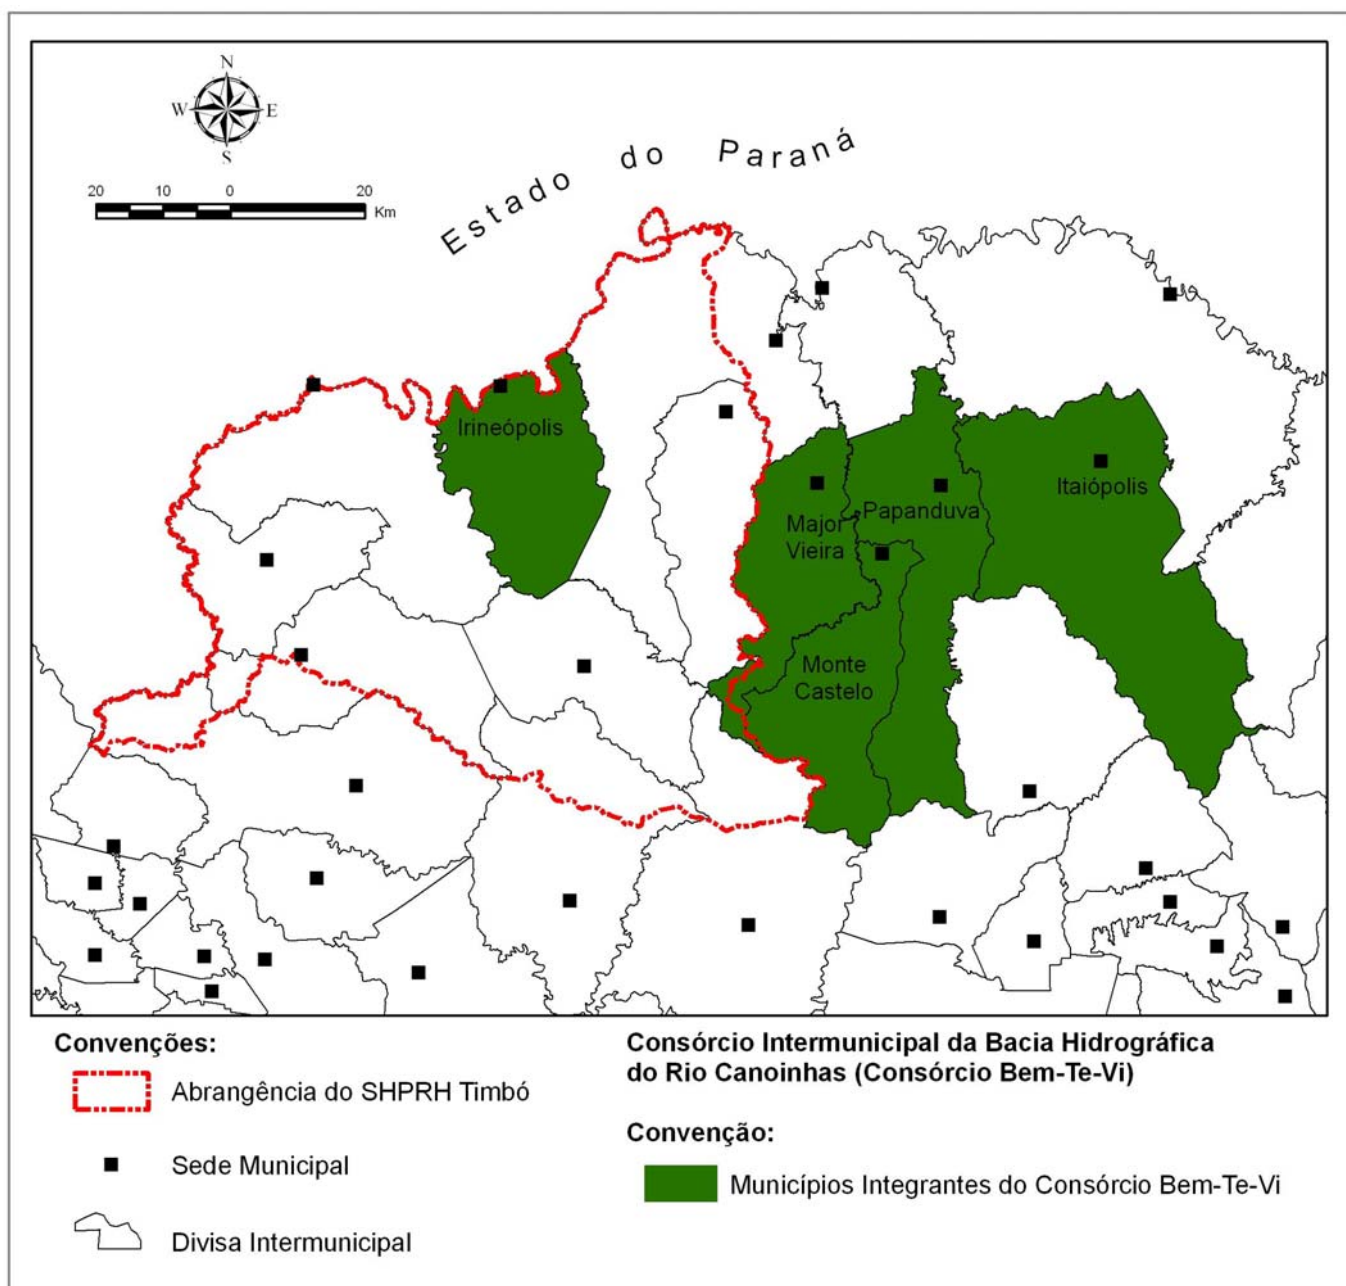 N
W E
S
20 10 0 20
Km
Estado do Paraná
Irineópolis
Itaiópolis
Papanduva
Major
Vieira
Monte
Castelo
Convenções:
Abrangência do SHPRH Timbó
Sede Municipal
Divisa Intermunicipal
Consórcio Intermunicipal da Bacia Hidrográfica
do Rio Canoinhas (Consórcio Bem-Te-Vi)
Convenção:
Municípios Integrantes do Consórcio Bem-Te-Vi